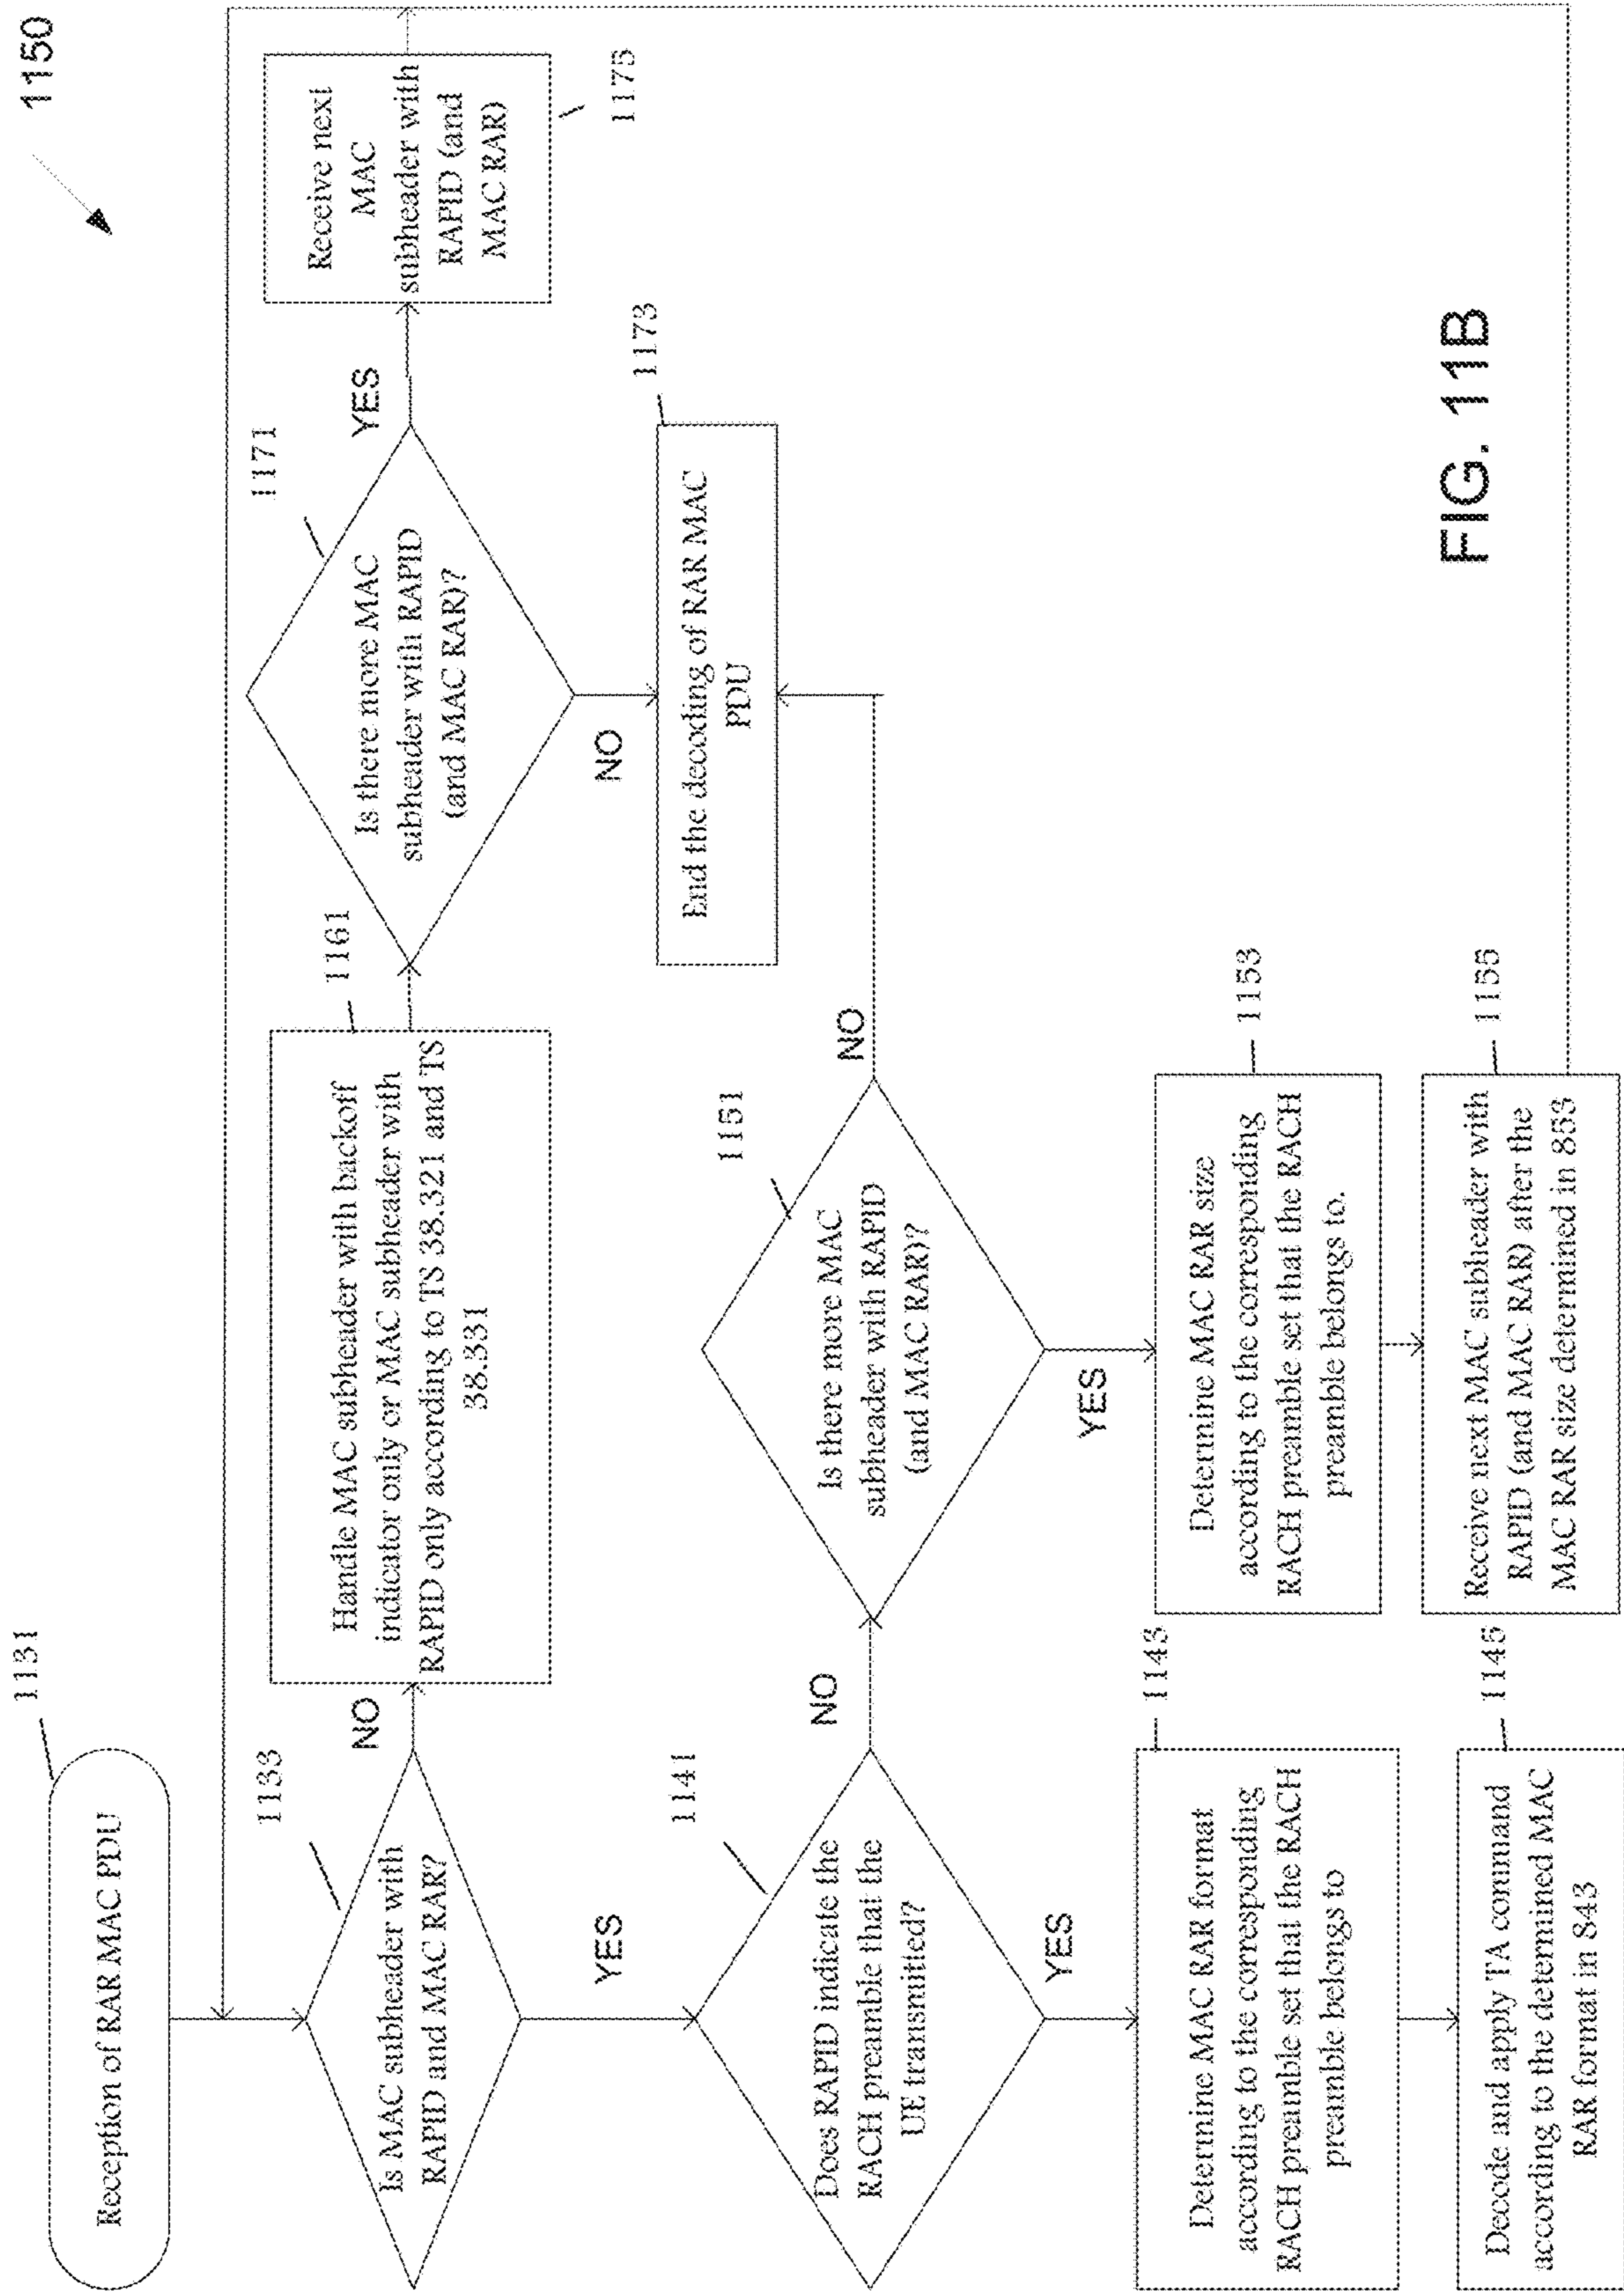 1150
1131
Reception of RAR MAC PDU
1133
Is MAC subheader with
RAPID and MAC RAR?
NO
YES
1161
Handle MAC subheader with backoff
indicator only or MAC subheader with
RAPID only according to TS 38.321 and TS
38.331
1171
Is there more MAC
subheader with RAPID
(and MAC RAR)?
YES
NO
1175
Receive next
MAC
subheader with
RAPID (and
MAC RAR)
1173
End the decoding of RAR MAC
PDU
1141
Does RAPID indicate the
RACH preamble that the
UE transmitted?
NO
YES
1151
Is there more MAC
subheader with RAPID
(and MAC RAR)?
NO
YES
1143
Determine MAC RAR format
according to the corresponding
RACH preamble set that the RACH
preamble belongs to
1145
Decode and apply TA command
according to the determined MAC
RAR format in 843
1153
Determine MAC RAR size
according to the corresponding
RACH preamble set that the RACH
preamble belongs to.
1155
Receive next MAC subheader with
RAPID (and MAC RAR) after the
MAC RAR size determined in 853
FIG. 11B